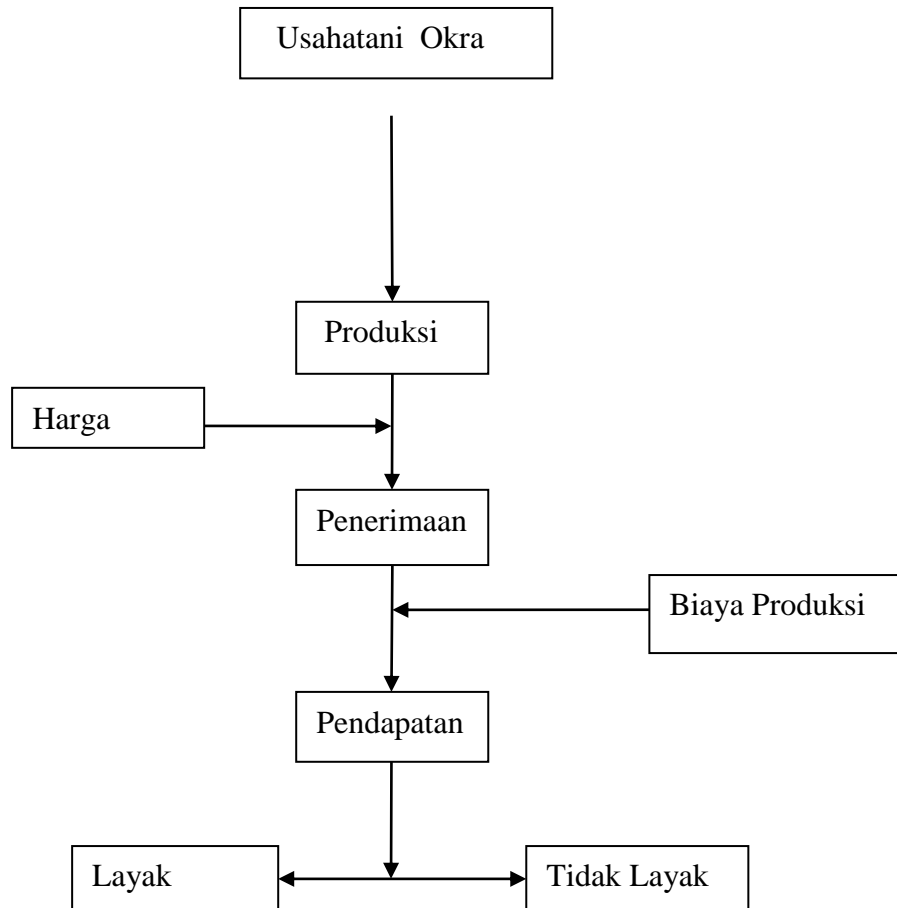 Usahatani Okra
Produksi
Harga
Penerimaan
Biaya Produksi
Pendapatan
Layak
Tidak Layak